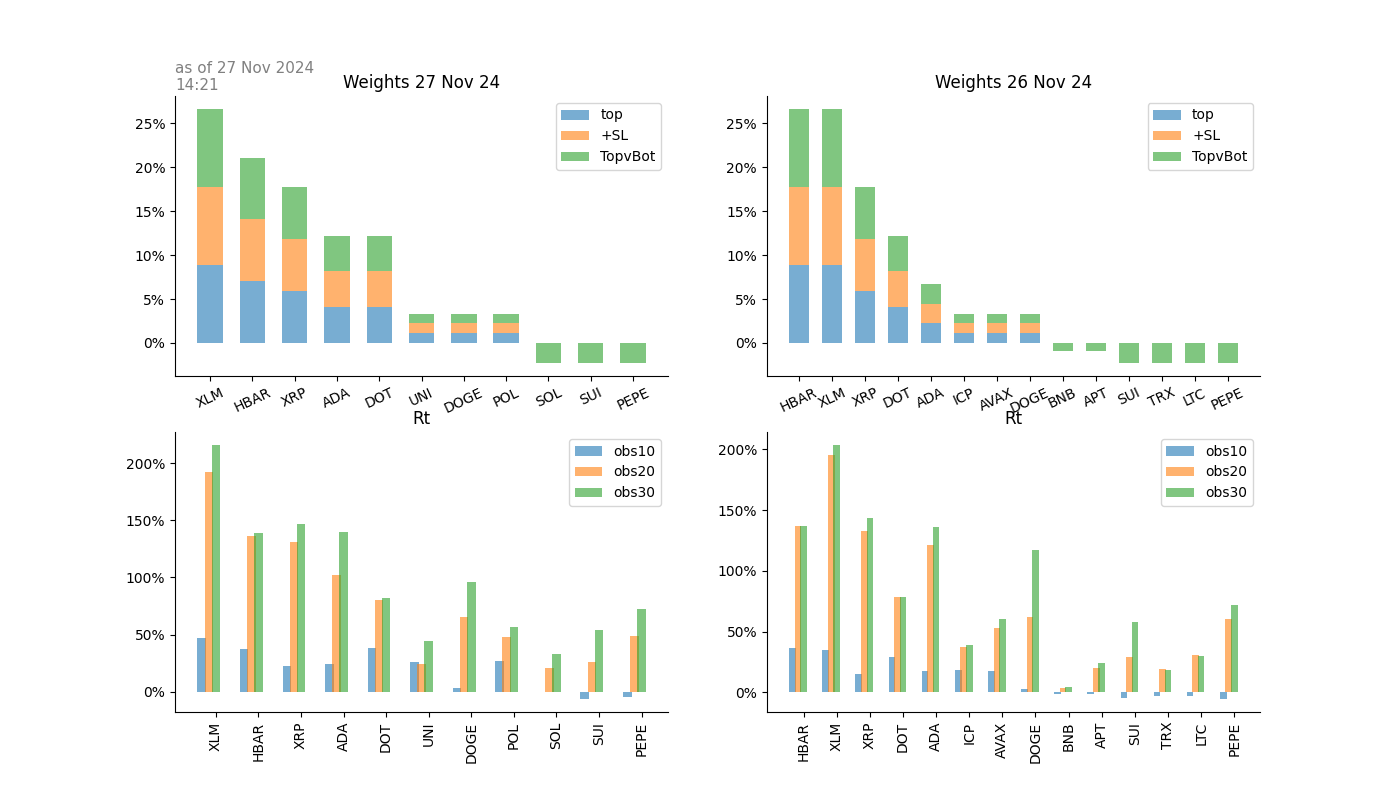 as of 27 Nov 2024
14:21
Weights 27 Nov 24
25%
20%
15%
10%
5%
0%
top
+SL
TopvBot
XLM
HBAR
XRP
ADA
DOT
UNI
DOGE
POL
SOL
SUI
PEPE
Weights 26 Nov 24
25%
20%
15%
10%
5%
0%
top
+SL
TopvBot
HBAR
XLM
XRP
DOT
ADA
ICP
AVAX
DOGE
BNB
APT
SUI
TRX
LTC
PEPE
Rt
200%
150%
100%
50%
0%
obs10
obs20
obs30
XLM
HBAR
XRP
ADA
DOT
UNI
DOGE
POL
SOL
SUI
PEPE
Rt
200%
150%
100%
50%
0%
obs10
obs20
obs30
HBAR
XLM
XRP
DOT
ADA
ICP
AVAX
DOGE
BNB
APT
SUI
TRX
LTC
PEPE